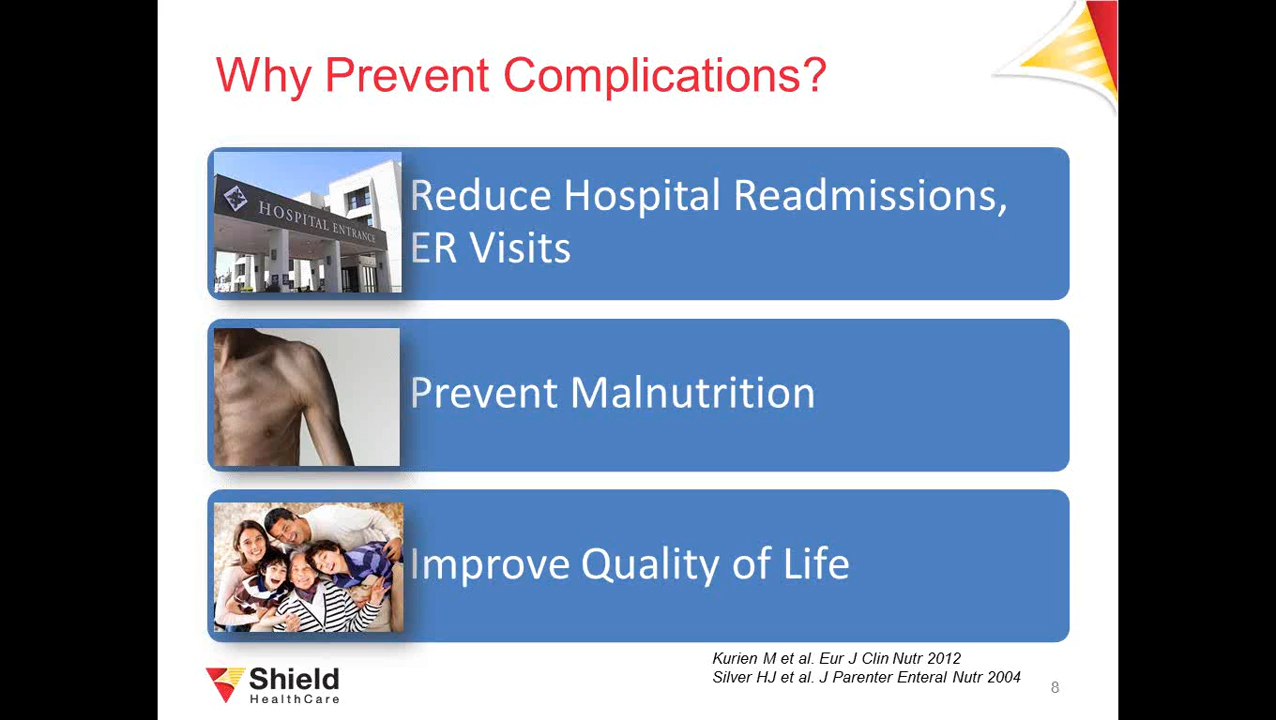 Why Prevent Complications?
HOSPITAL ENTRANCE
Reduce Hospital Readmissions,
ER Visits
Prevent Malnutrition
Improve Quality of Life
Kurien M et al. Eur J Clin Nutr 2012
Silver HJ et al. J Parenter Enteral Nutr 2004
Shield
HealthCare
8